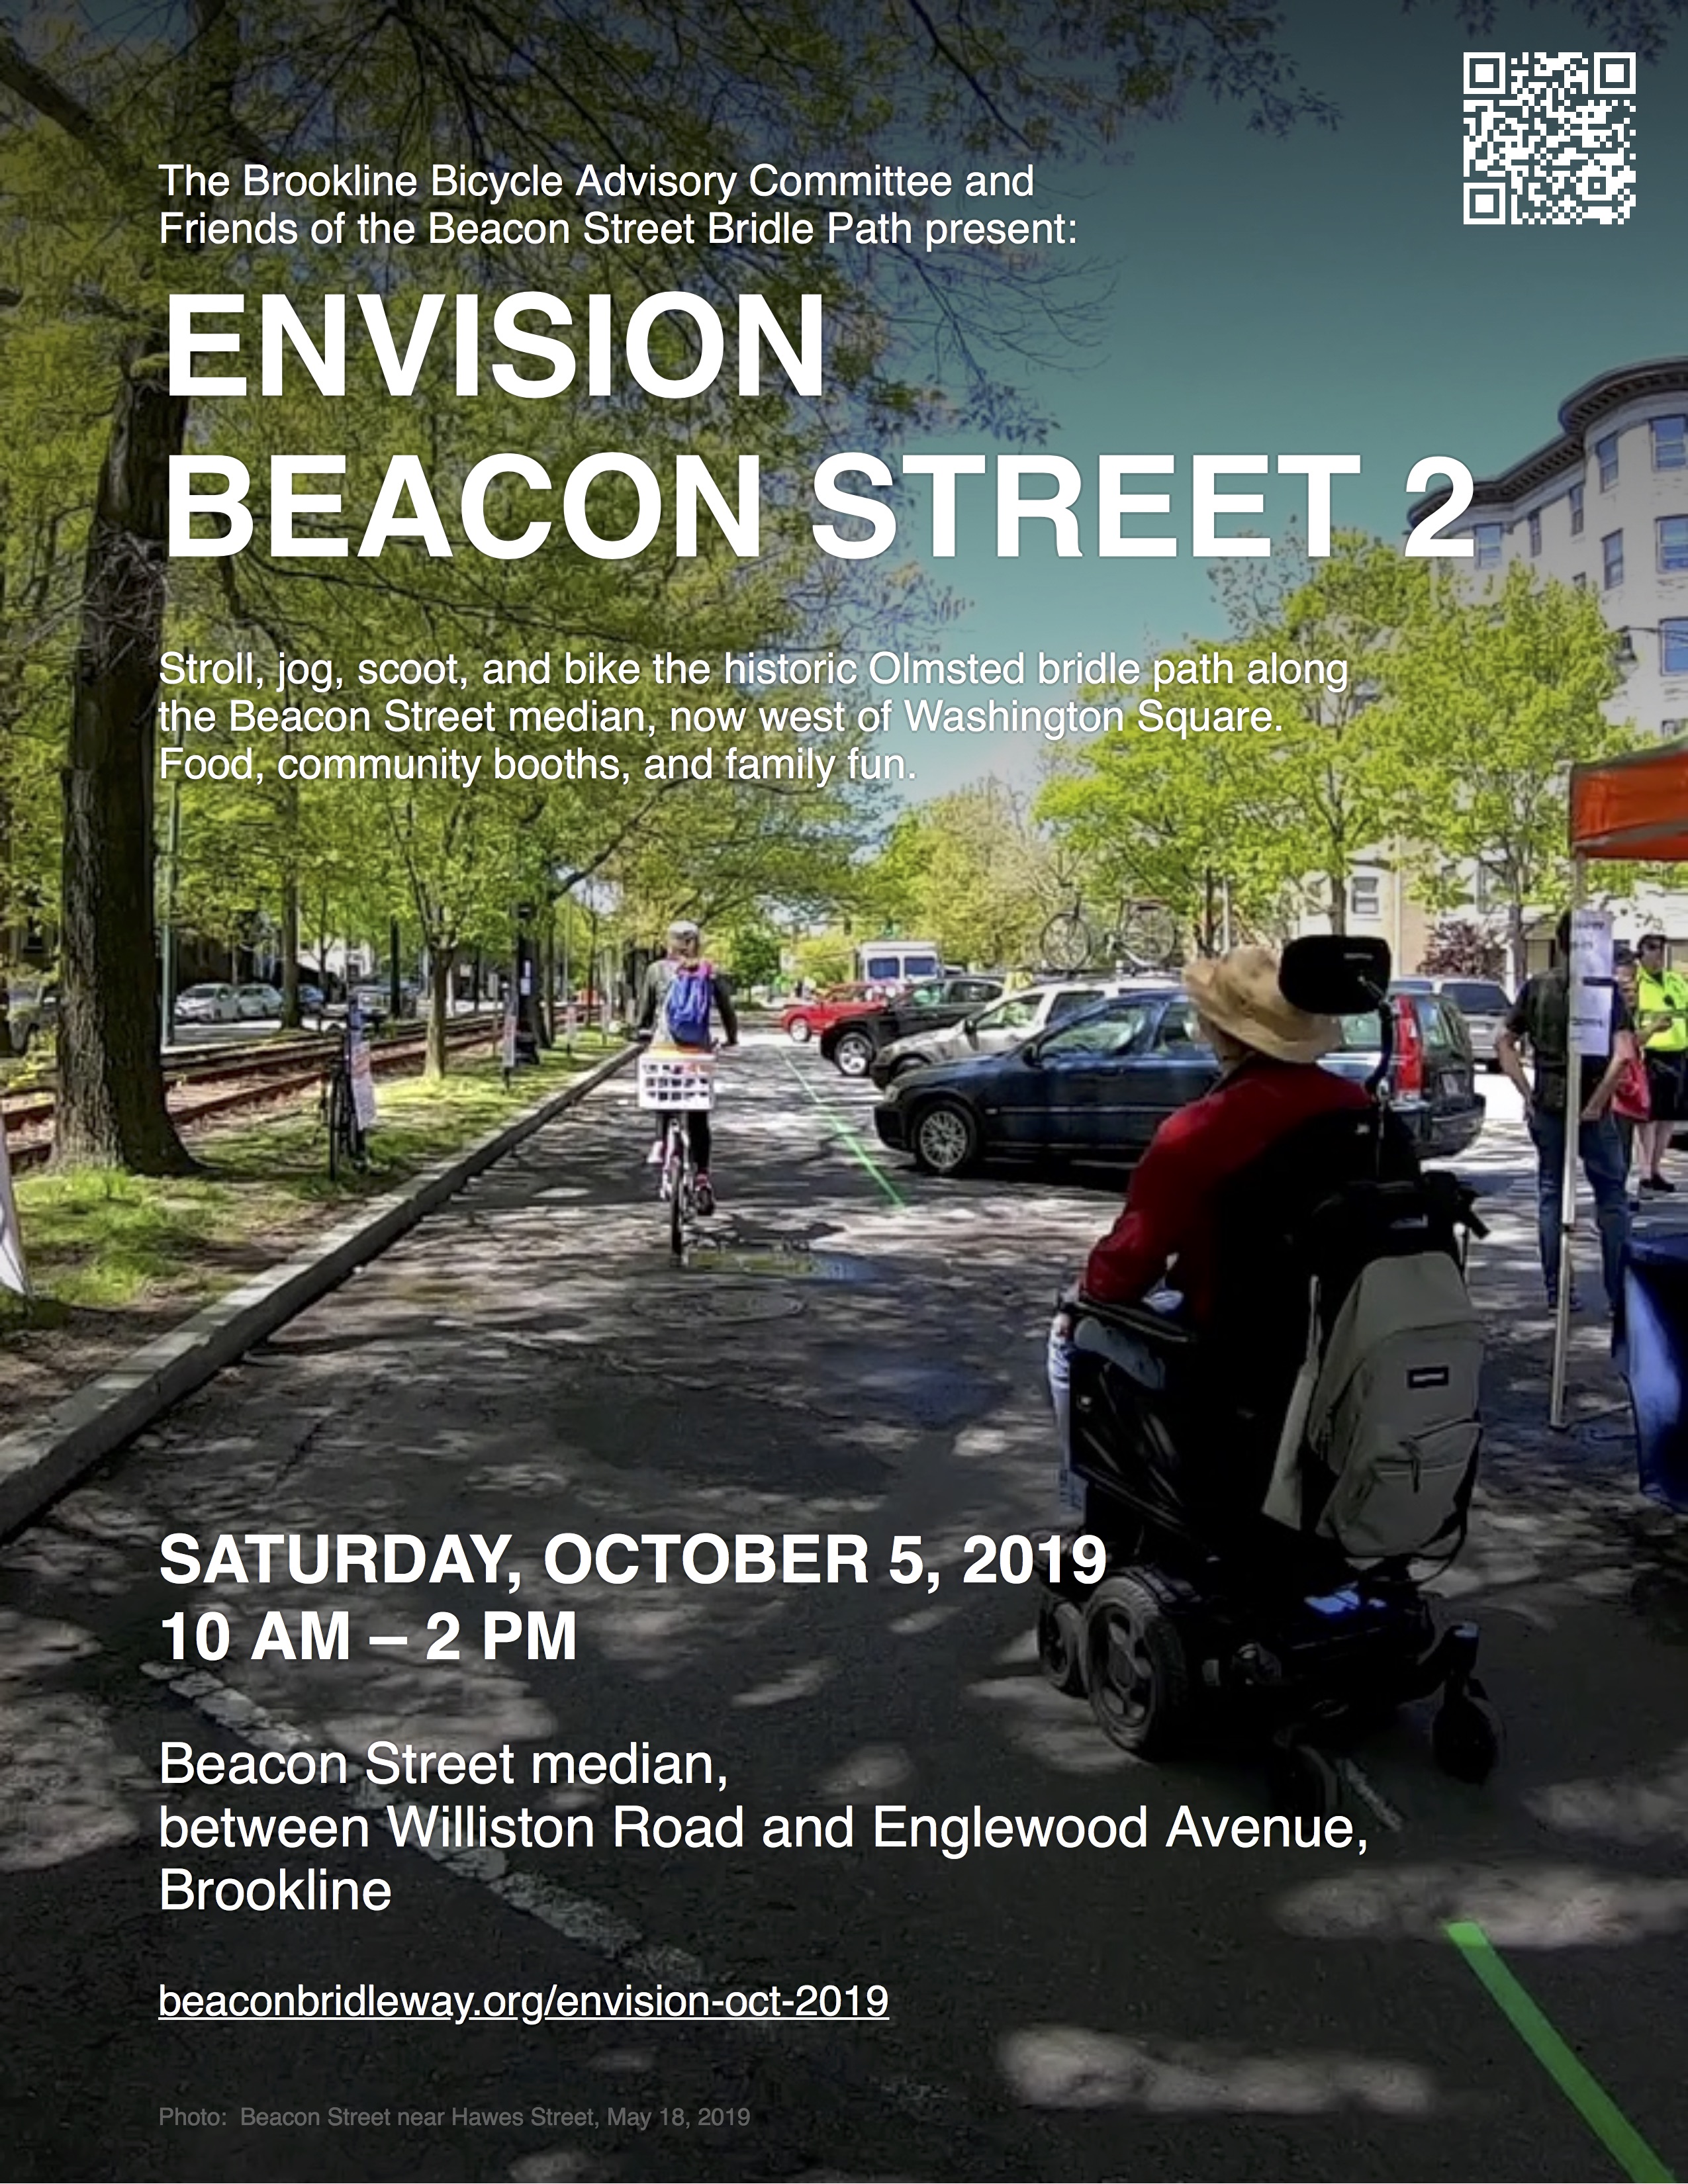 The Brookline Bicycle Advisory Committee and
Friends of the Beacon Street Bridle Path present:
ENVISION
BEACON STREET 2
Stroll, jog, scoot, and bike the historic Olmsted bridle path along
the Beacon Street median, now west of Washington Square.
Food, community booths, and family fun.
SATURDAY, OCTOBER 5, 2019
10 AM – 2 PM
Beacon Street median,
between Williston Road and Englewood Avenue,
Brookline
beaconbridleway.org/envision-oct-2019
Photo: Beacon Street near Hawes Street, May 18, 2019